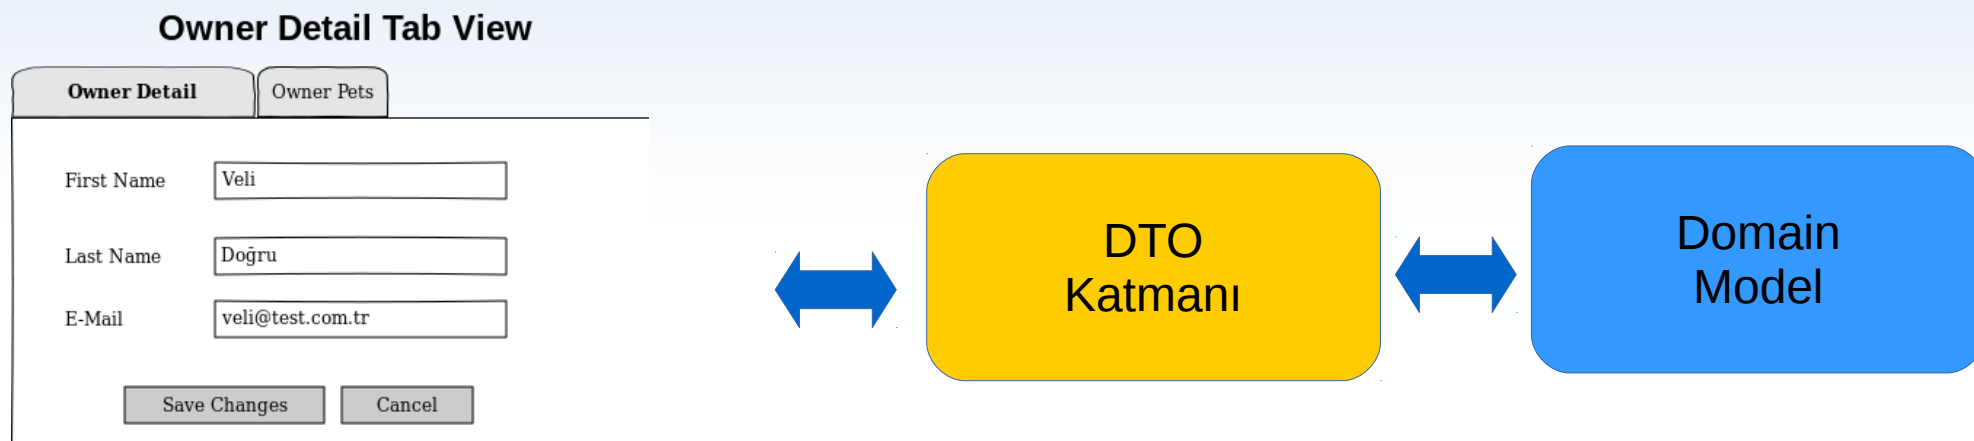 Owner Detail Tab View
Owner Detail
Owner Pets
First Name
Veli
Last Name
Doğru
E-Mail
veli@test.com.tr
Save Changes
Cancel
DTO
Katmanı
Domain
Model